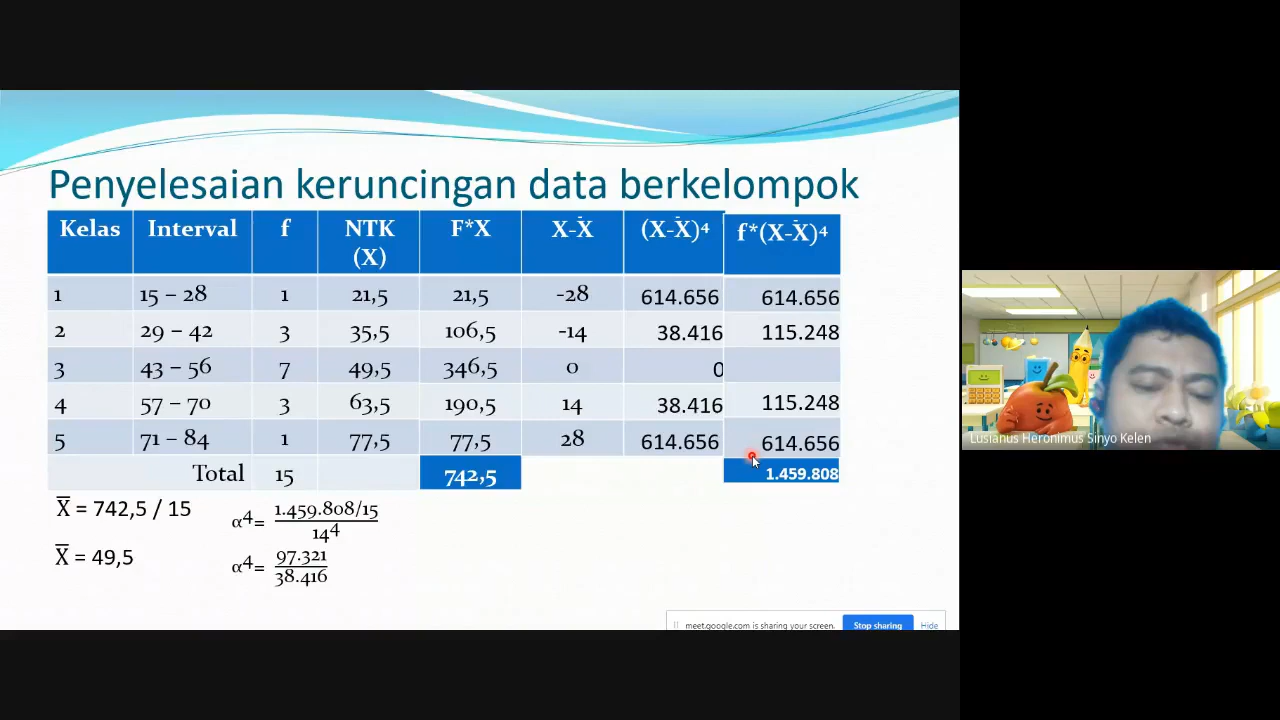 Penyelesaian keruncingan data berkelompok
Kelas Interval f NTK (X) F*X X-Ẋ (X-Ẋ)⁴ f*(X-Ẋ)⁴
1 15 – 28 1 21,5 21,5 -28 614.656 614.656
2 29 – 42 3 35,5 106,5 -14 38.416 115.248
3 43 – 56 7 49,5 346,5 0 0
4 57 – 70 3 63,5 190,5 14 38.416 115.248
5 71 – 84 1 77,5 77,5 28 614.656 614.656
Total 15 742,5 1.459.808
X̅ = 742,5 / 15
α4= 1.459.808/15
14⁴
X̅ = 49,5
α4= 97.321
38.416
meet.google.com is sharing your screen. Stop sharing Hide
Lusianus Heronimus Sinyo Kelen